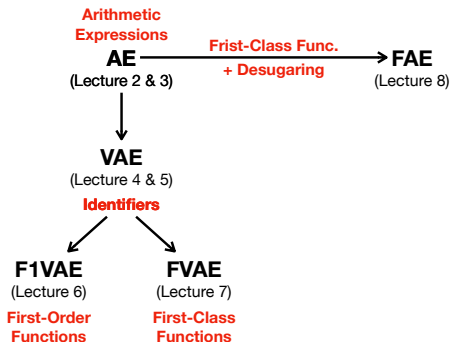 Arithmetic
Expressions
AE
(Lecture 2 & 3)
Frist-Class Func.
+ Desugaring
FAE
(Lecture 8)
VAE
(Lecture 4 & 5)
Identifiers
F1VAE
(Lecture 6)
First-Order
Functions
FVAE
(Lecture 7)
First-Class
Functions